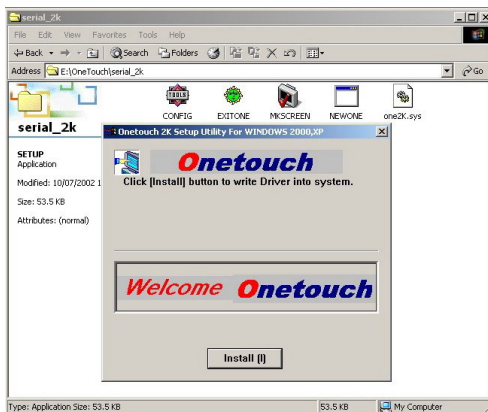 serial_2k
File Edit View Favorites Tools Help
Back Search Folders
Address E:\OneTouch\serial_2k Go
TOOLS
CONFIG EXITONE MKSCREEN NEWONE one2K.sys
serial_2k
SETUP
Application
Modified: 10/07/2002 1
Size: 53.5 KB
Attributes: (normal)
Onetouch 2K Setup Utility For WINDOWS 2000,XP
Onetouch
Click [Install] button to write Driver into system.
Welcome Onetouch
Install (I)
Type: Application Size: 53.5 KB 53.5 KB My Computer